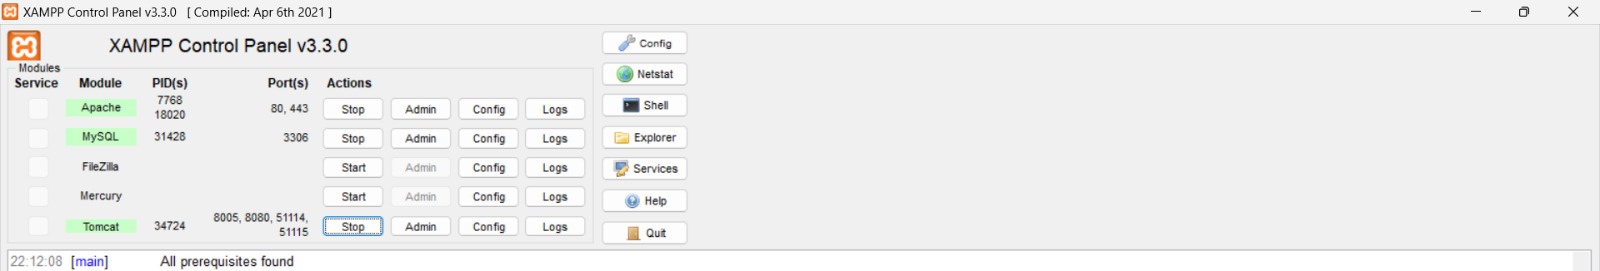 XAMPP Control Panel v3.3.0 [ Compiled: Apr 6th 2021 ]
XAMPP Control Panel v3.3.0
Modules
Service Module PID(s) Port(s) Actions
Apache 7768 18020 80, 443 Stop Admin Config Logs
MySQL 31428 3306 Stop Admin Config Logs
FileZilla Start Admin Config Logs
Mercury Start Admin Config Logs
Tomcat 34724 8005, 8080, 51114, 51115 Stop Admin Config Logs
Config
Netstat
Shell
Explorer
Services
Help
Quit
22:12:08 [main] All prerequisites found